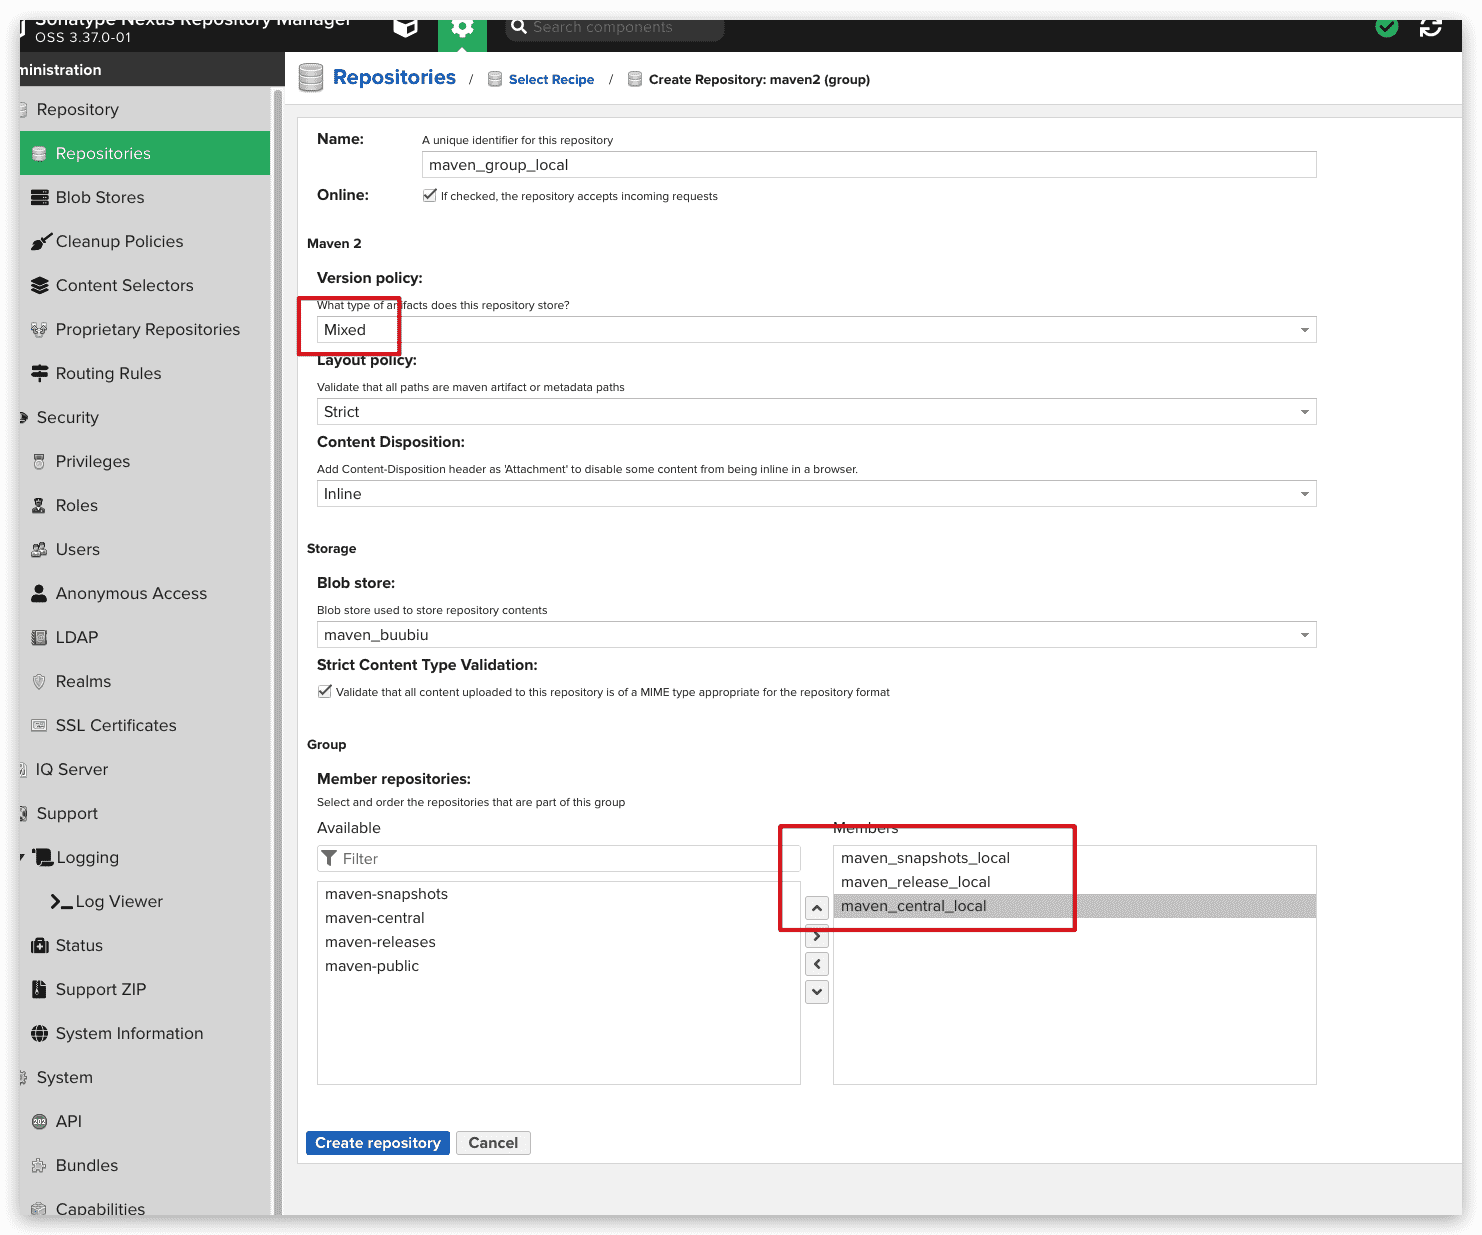 Sonatype Nexus Repository Manager
OSS 3.37.0-01
Search components
ministration
Repositories / Select Recipe / Create Repository: maven2 (group)
Repository
Repositories
Blob Stores
Cleanup Policies
Content Selectors
Proprietary Repositories
Routing Rules
Security
Privileges
Roles
Users
Anonymous Access
LDAP
Realms
SSL Certificates
IQ Server
Support
Logging
Log Viewer
Status
Support ZIP
System Information
System
API
Bundles
Capabilities
Name:
A unique identifier for this repository
maven_group_local
Online:
If checked, the repository accepts incoming requests
Maven 2
Version policy:
What type of artifacts does this repository store?
Mixed
Layout policy:
Validate that all paths are maven artifact or metadata paths
Strict
Content Disposition:
Add Content-Disposition header as 'Attachment' to disable some content from being inline in a browser.
Inline
Storage
Blob store:
Blob store used to store repository contents
maven_buubiu
Strict Content Type Validation:
Validate that all content uploaded to this repository is of a MIME type appropriate for the repository format
Group
Member repositories:
Select and order the repositories that are part of this group
Available
Filter
maven-snapshots
maven-central
maven-releases
maven-public
Members
maven_snapshots_local
maven_release_local
maven_central_local
Create repository
Cancel